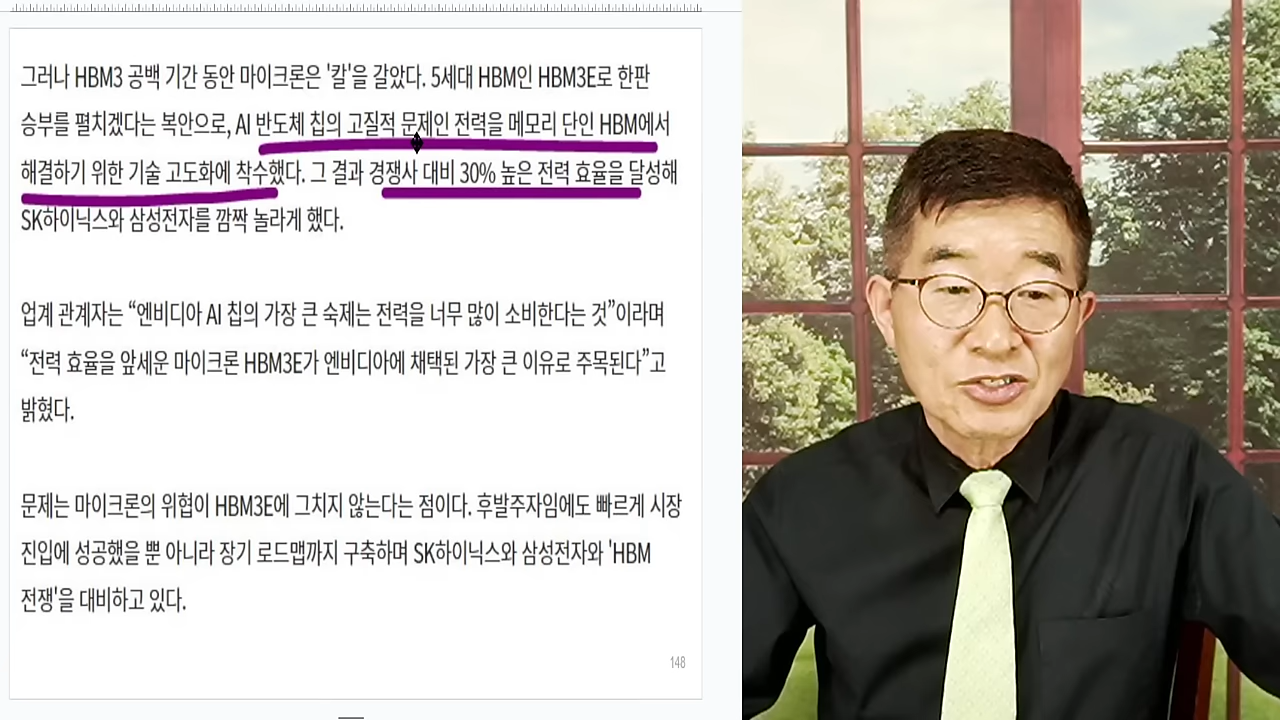 그러나 HBM3 공백 기간 동안 마이크론은 '칼'을 갈았다. 5세대 HBM인 HBM3E로 한판
승부를 펼치겠다는 복안으로, AI 반도체 칩의 고질적 문제인 전력을 메모리 단인 HBM에서
해결하기 위한 기술 고도화에 착수했다. 그 결과 경쟁사 대비 30% 높은 전력 효율을 달성해
SK하이닉스와 삼성전자를 깜짝 놀라게 했다.
업계 관계자는 “엔비디아 AI 칩의 가장 큰 숙제는 전력을 너무 많이 소비한다는 것”이라며
“전력 효율을 앞세운 마이크론 HBM3E가 엔비디아에 채택된 가장 큰 이유로 주목된다”고
밝혔다.
문제는 마이크론의 위협이 HBM3E에 그치지 않는다는 점이다. 후발주자임에도 빠르게 시장
진입에 성공했을 뿐 아니라 장기 로드맵까지 구축하며 SK하이닉스와 삼성전자와 'HBM
전쟁'을 대비하고 있다.
148